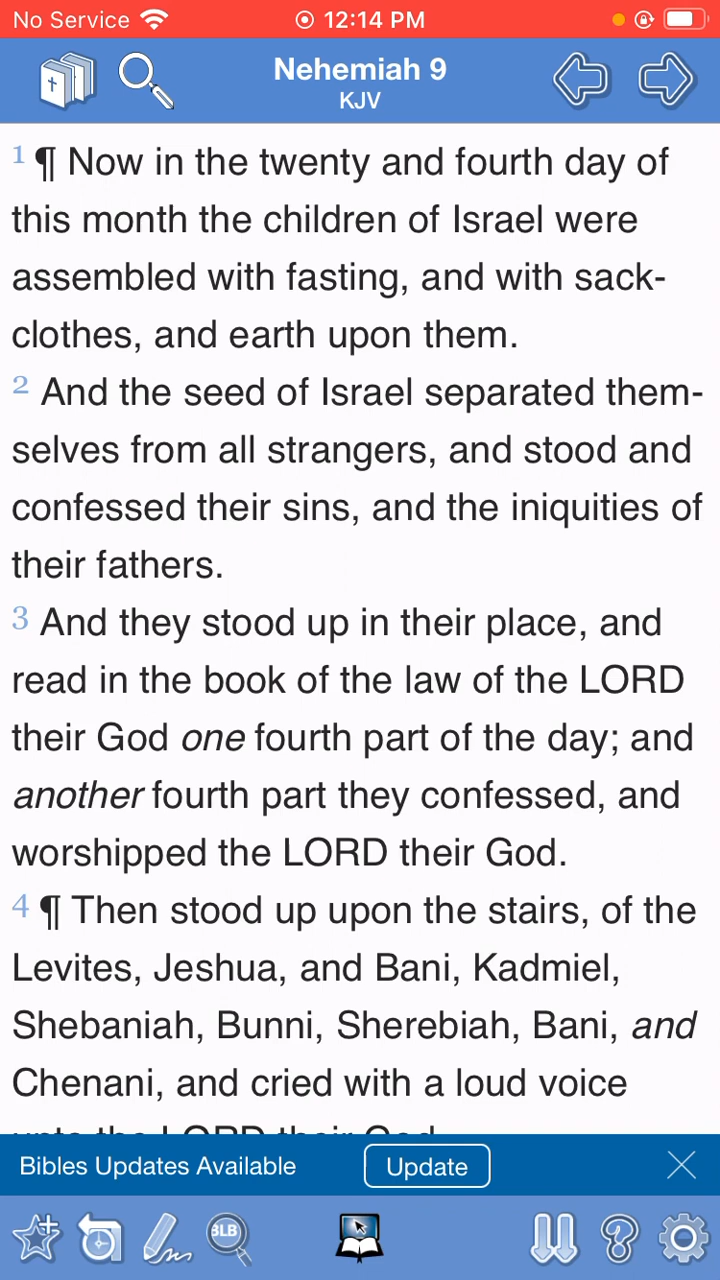 No Service 12:14 PM
Nehemiah 9
KJV
1 ¶ Now in the twenty and fourth day of
this month the children of Israel were
assembled with fasting, and with sack-
clothes, and earth upon them.
2 And the seed of Israel separated them-
selves from all strangers, and stood and
confessed their sins, and the iniquities of
their fathers.
3 And they stood up in their place, and
read in the book of the law of the LORD
their God one fourth part of the day; and
another fourth part they confessed, and
worshipped the LORD their God.
4 ¶ Then stood up upon the stairs, of the
Levites, Jeshua, and Bani, Kadmiel,
Shebaniah, Bunni, Sherebiah, Bani, and
Chenani, and cried with a loud voice
unto the LORD their God.
Bibles Updates Available Update
BLB